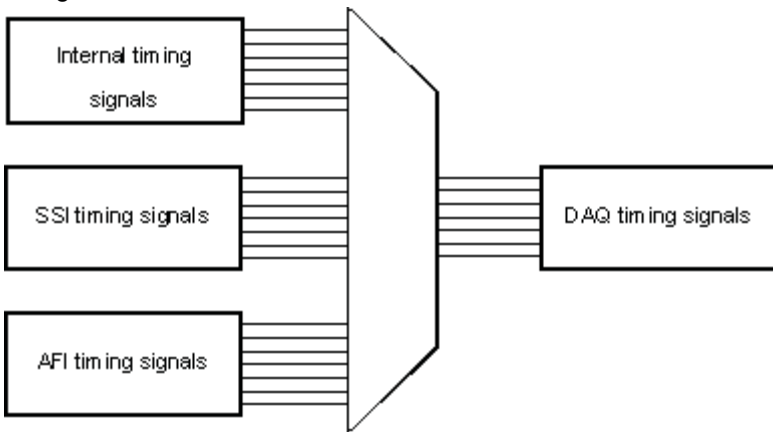 Internal timing
signals
SSI timing signals
DAQ timing signals
AFI timing signals